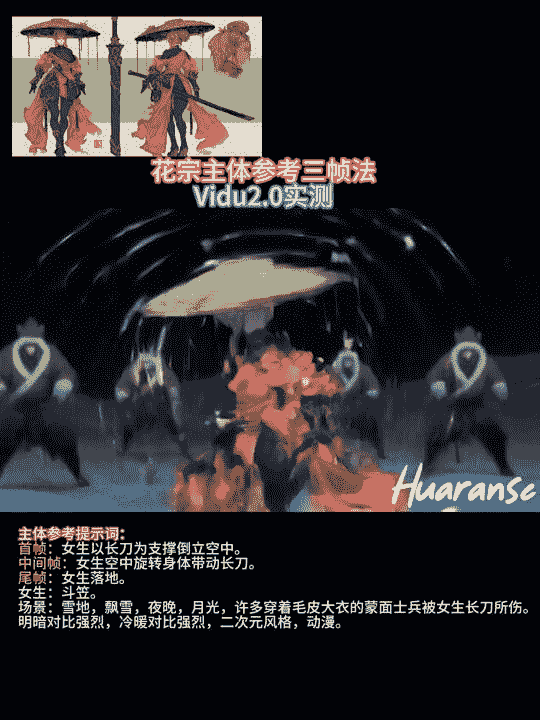 花宗主体参考三帧法
Vidu2.0实测
Huaransc
主体参考提示词：
首帧：女生以长刀为支撑倒立空中。
中间帧：女生空中旋转身体带动长刀。
尾帧：女生落地。
女生：斗笠。
场景：雪地，飘雪，夜晚，月光，许多穿着毛皮大衣的蒙面士兵被女生长刀所伤。
明暗对比强烈，冷暖对比强烈，二次元风格，动漫。